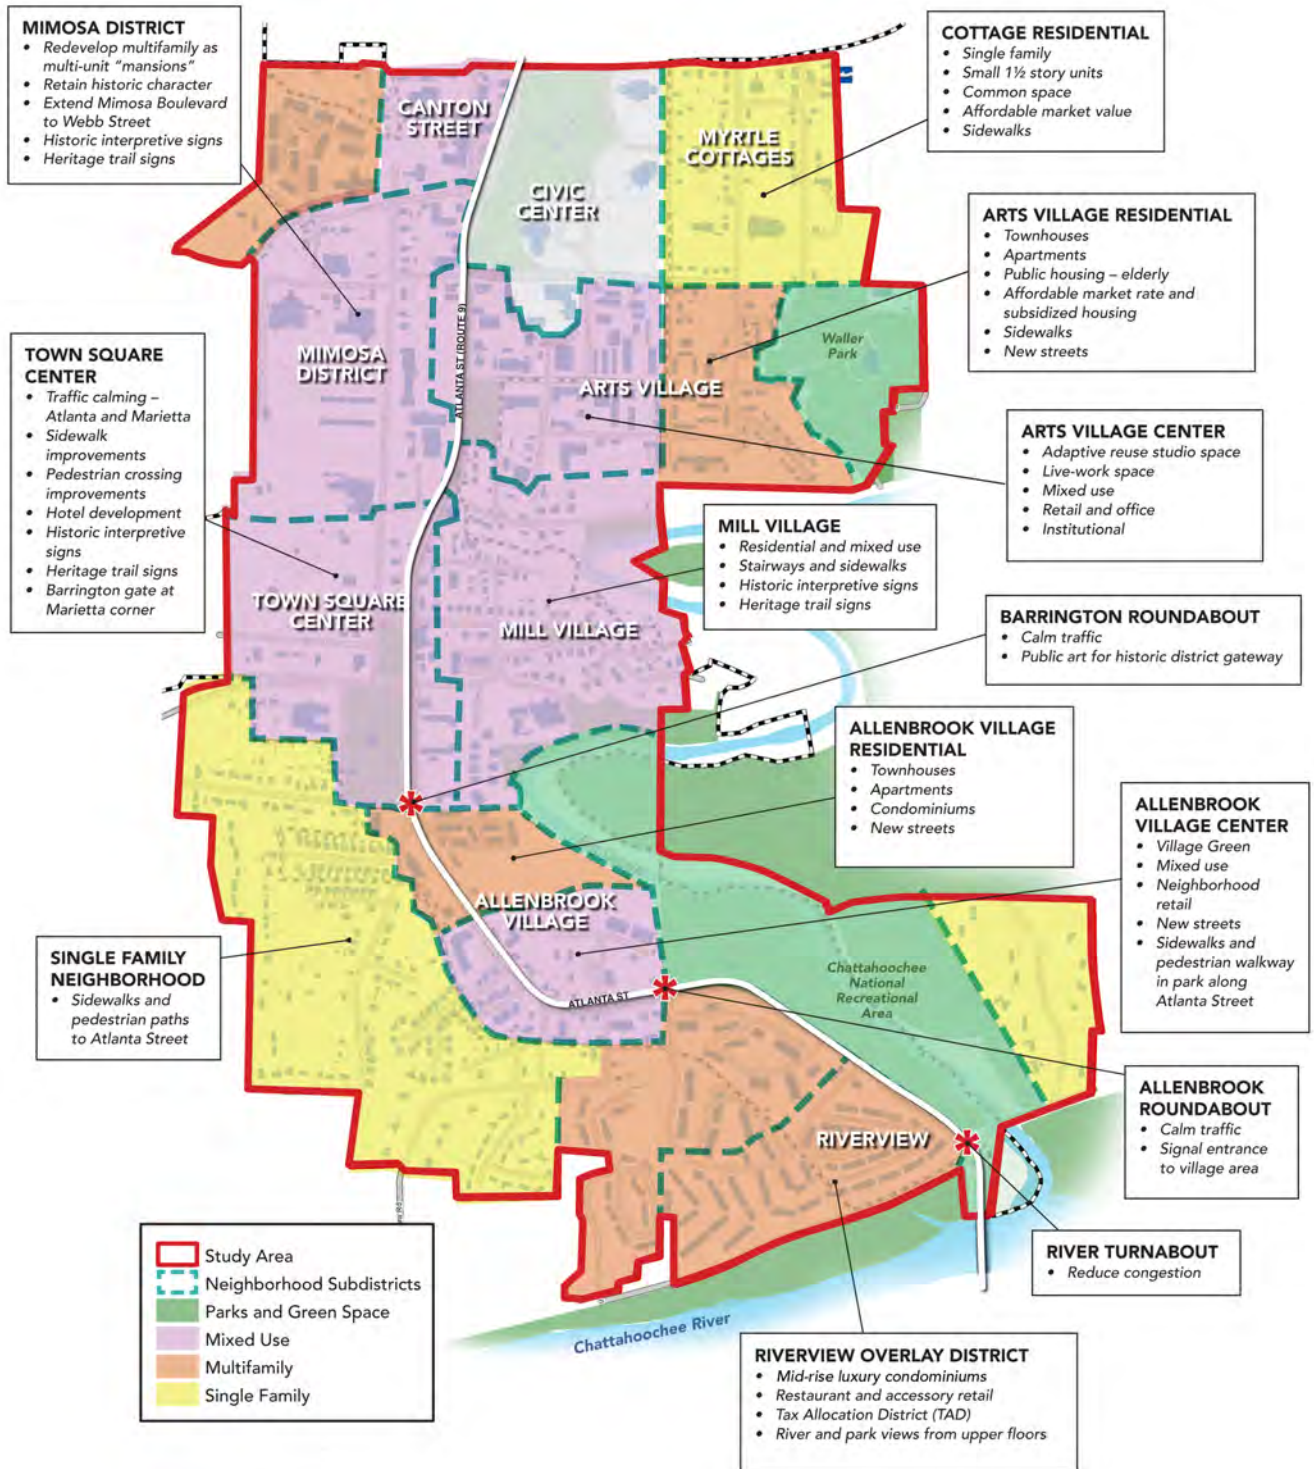 MIMOSA DISTRICT
• Redevelop multifamily as
multi-unit “mansions”
• Retain historic character
• Extend Mimosa Boulevard
to Webb Street
• Historic interpretive signs
• Heritage trail signs
COTTAGE RESIDENTIAL
• Single family
• Small 1½ story units
• Common space
• Affordable market value
• Sidewalks
CANTON
STREET
MYRTLE
COTTAGES
CIVIC
CENTER
ARTS VILLAGE RESIDENTIAL
• Townhouses
• Apartments
• Public housing – elderly
• Affordable market rate and
subsidized housing
• Sidewalks
• New streets
TOWN SQUARE
CENTER
• Traffic calming –
Atlanta and Marietta
• Sidewalk
improvements
• Pedestrian crossing
improvements
• Hotel development
• Historic interpretive
signs
• Heritage trail signs
• Barrington gate at
Marietta corner
MIMOSA
DISTRICT
ATLANTA ST (ROUTE 9)
ARTS VILLAGE
Waller
Park
ARTS VILLAGE CENTER
• Adaptive reuse studio space
• Live-work space
• Mixed use
• Retail and office
• Institutional
MILL VILLAGE
• Residential and mixed use
• Stairways and sidewalks
• Historic interpretive signs
• Heritage trail signs
TOWN SQUARE
CENTER
MILL VILLAGE
BARRINGTON ROUNDABOUT
• Calm traffic
• Public art for historic district gateway
ALLENBROOK VILLAGE
RESIDENTIAL
• Townhouses
• Apartments
• Condominiums
• New streets
ALLENBROOK
VILLAGE CENTER
• Village Green
• Mixed use
• Neighborhood
retail
• New streets
• Sidewalks and
pedestrian walkway
in park along
Atlanta Street
ALLENBROOK
VILLAGE
SINGLE FAMILY
NEIGHBORHOOD
• Sidewalks and
pedestrian paths
to Atlanta Street
ATLANTA ST
Chattahoochee
National
Recreational
Area
ALLENBROOK
ROUNDABOUT
• Calm traffic
• Signal entrance
to village area
RIVERVIEW
RIVER TURNABOUT
• Reduce congestion
Study Area
Neighborhood Subdistricts
Parks and Green Space
Mixed Use
Multifamily
Single Family
Chattahoochee River
RIVERVIEW OVERLAY DISTRICT
• Mid-rise luxury condominiums
• Restaurant and accessory retail
• Tax Allocation District (TAD)
• River and park views from upper floors